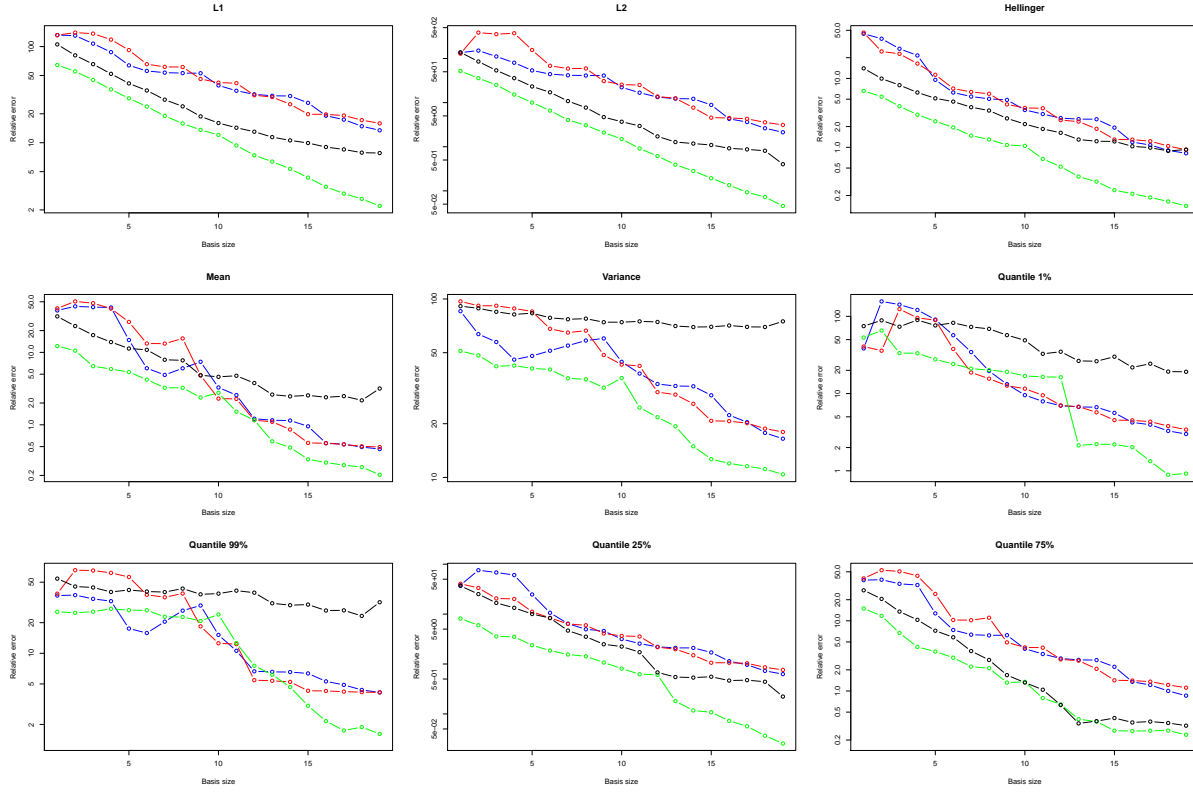 L1
Relative error
100
50
20
10
5
2
5
10
15
Basis size
L2
Relative error
5e+02
5e+01
5e+00
5e-01
5e-02
5
10
15
Basis size
Hellinger
Relative error
50.0
10.0
5.0
2.0
1.0
0.5
0.2
5
10
15
Basis size
Mean
Relative error
50.0
20.0
10.0
5.0
2.0
1.0
0.5
0.2
5
10
15
Basis size
Variance
Relative error
100
50
20
10
5
10
15
Basis size
Quantile 1%
Relative error
100
50
20
10
5
2
1
5
10
15
Basis size
Quantile 99%
Relative error
50
20
10
5
2
5
10
15
Basis size
Quantile 25%
Relative error
5e+01
5e+00
5e-01
5e-02
5
10
15
Basis size
Quantile 75%
Relative error
50.0
20.0
10.0
5.0
2.0
1.0
0.5
0.2
5
10
15
Basis size